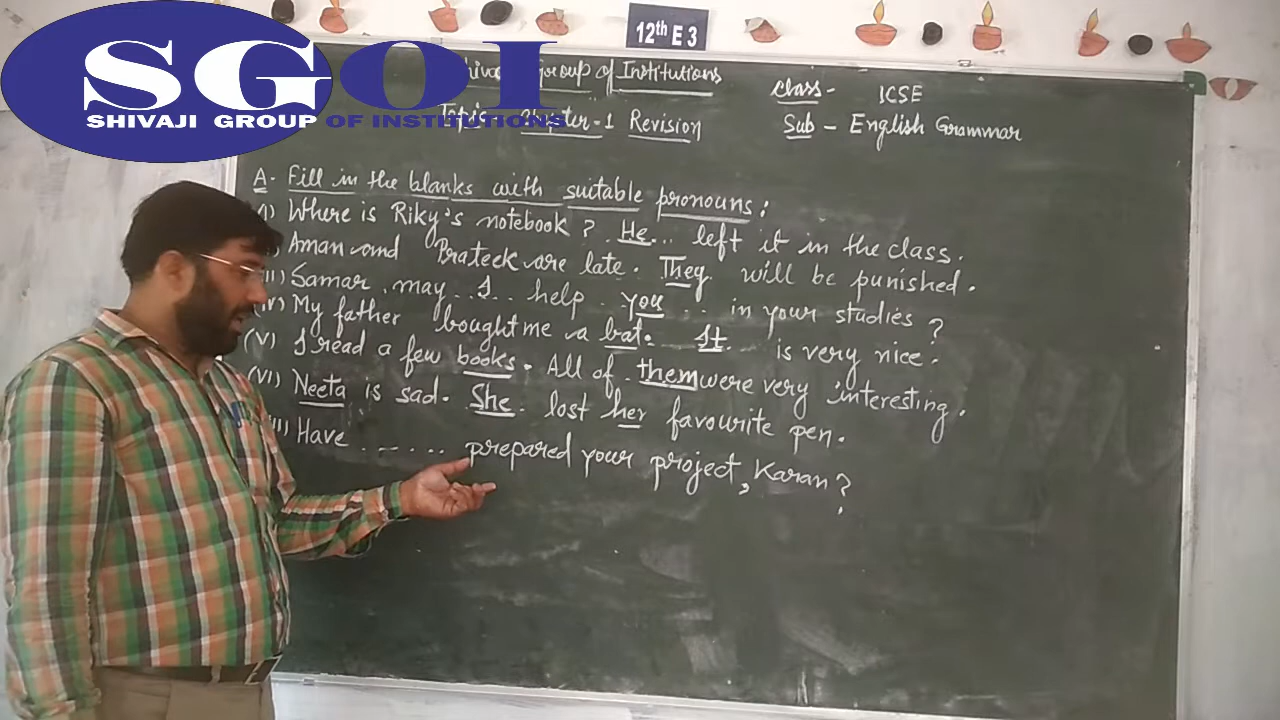 SGOI
SHIVAJI GROUP OF INSTITUTIONS
12th E 3
group of Institutions
Class- ICSE
Topic Chapter-1 Revision
Sub - English Grammar
A. Fill in the blanks with suitable pronouns:
Where is Riky's notebook? He... left it in the class.
Aman and Prateek are late. They will be punished.
Samar, may..I.. help. you .. in your studies?
My father bought me a bat. It is very nice.
(V) I read a few books. All of them were very interesting.
(VI) Neeta is sad. She. lost her favourite pen.
Have ...... prepared your project, Karan?